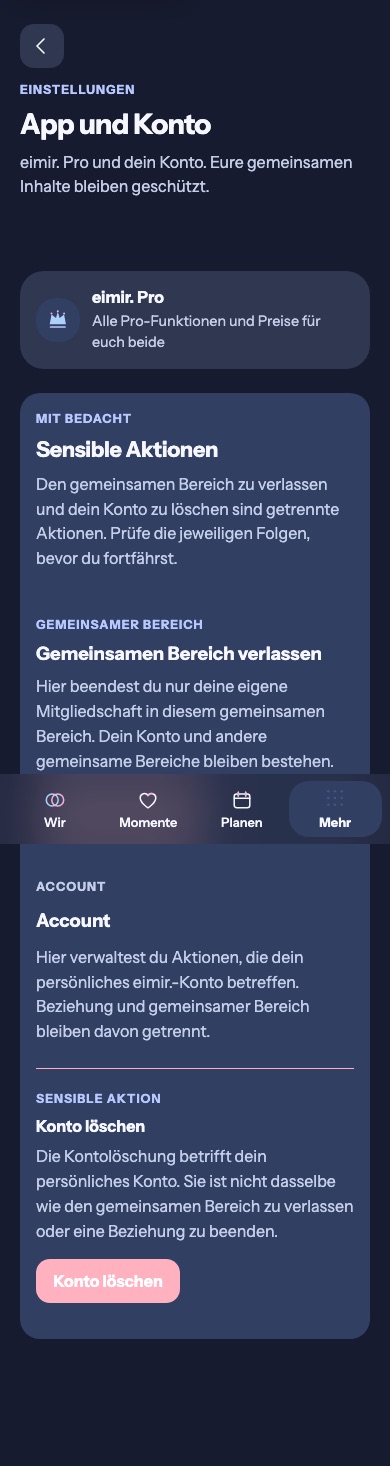 EINSTELLUNGEN
App und Konto
eimir. Pro und dein Konto. Eure gemeinsamen
Inhalte bleiben geschützt.
eimir. Pro
Alle Pro-Funktionen und Preise für
euch beide
MIT BEDACHT
Sensible Aktionen
Den gemeinsamen Bereich zu verlassen
und dein Konto zu löschen sind getrennte
Aktionen. Prüfe die jeweiligen Folgen,
bevor du fortfährst.
GEMEINSAMER BEREICH
Gemeinsamen Bereich verlassen
Hier beendest du nur deine eigene
Mitgliedschaft in diesem gemeinsamen
Bereich. Dein Konto und andere
gemeinsame Bereiche bleiben bestehen.
Wir
Momente
Planen
Mehr
ACCOUNT
Account
Hier verwaltest du Aktionen, die dein
persönliches eimir.-Konto betreffen.
Beziehung und gemeinsamer Bereich
bleiben davon getrennt.
SENSIBLE AKTION
Konto löschen
Die Kontolöschung betrifft dein
persönliches Konto. Sie ist nicht dasselbe
wie den gemeinsamen Bereich zu verlassen
oder eine Beziehung zu beenden.
Konto löschen